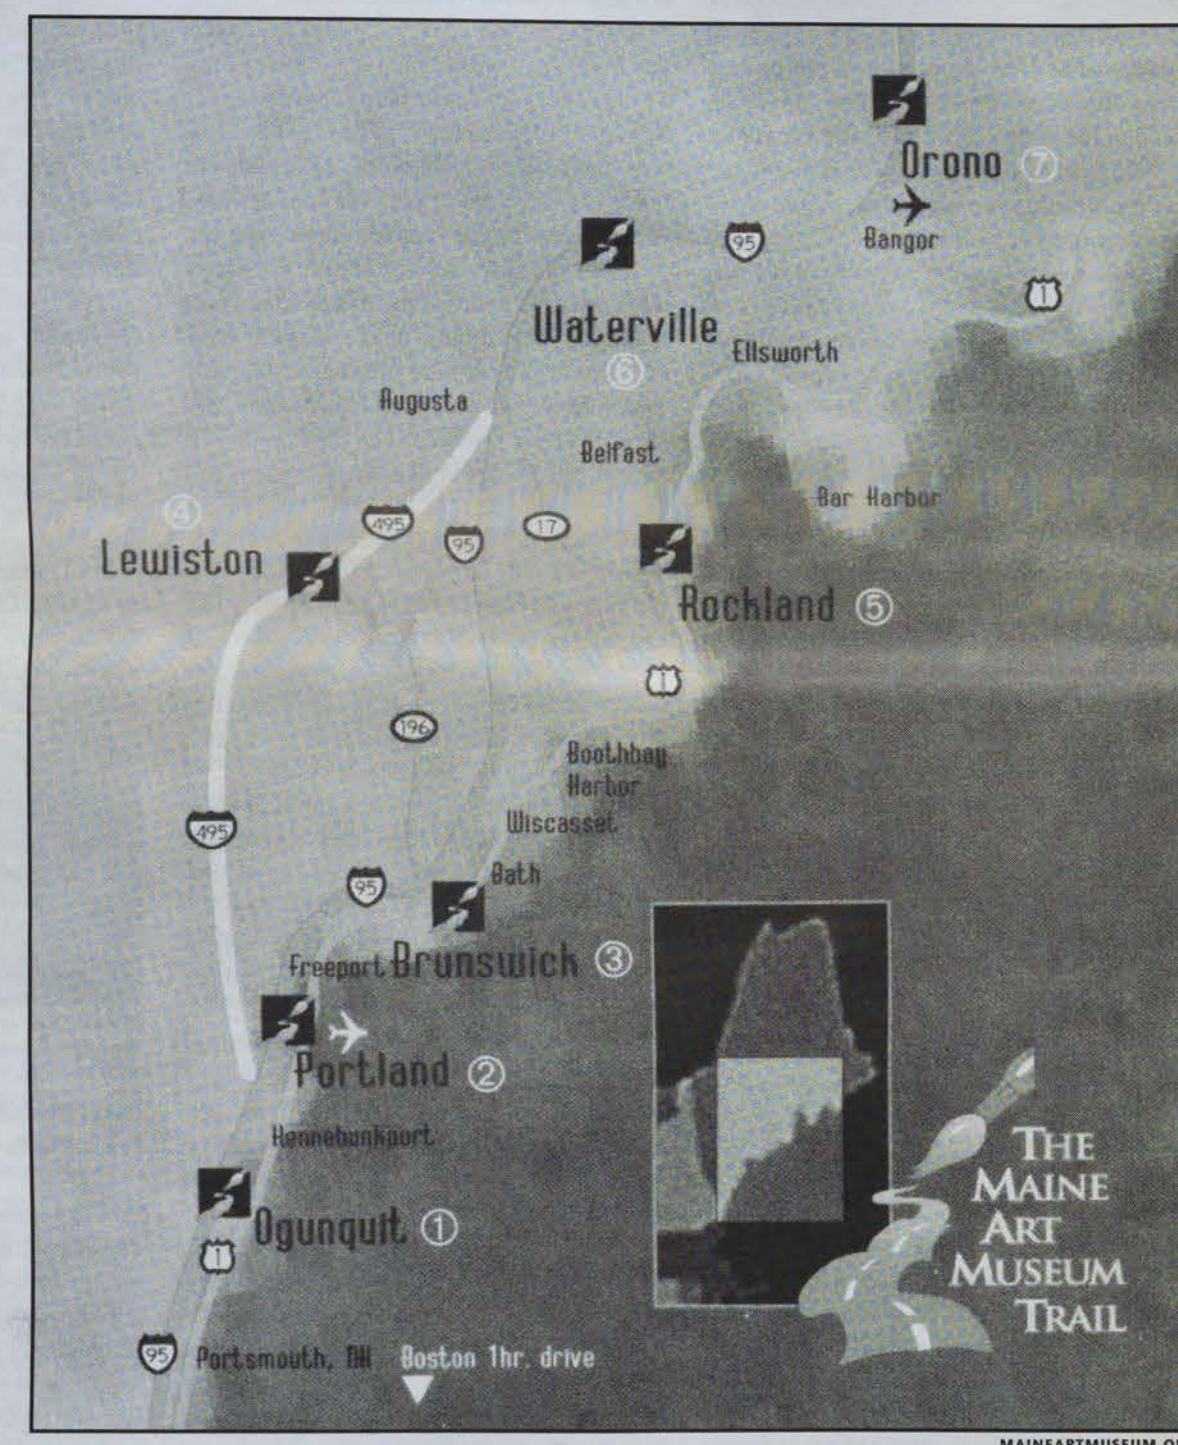 Orono ⑦
Bangor
95
1
Waterville
⑥
Ellsworth
Augusta
Belfast
Bar Harbor
④
495
95
17
Lewiston
Rockland ⑤
1
196
Boothbay
Harbor
Wiscasset
495
Bath
95
Freeport Brunswick ③
Portland ②
Kennebunkport
Ogunquit ①
1
THE
MAINE
ART
MUSEUM
TRAIL
95 Portsmouth, NH Boston 1hr. drive